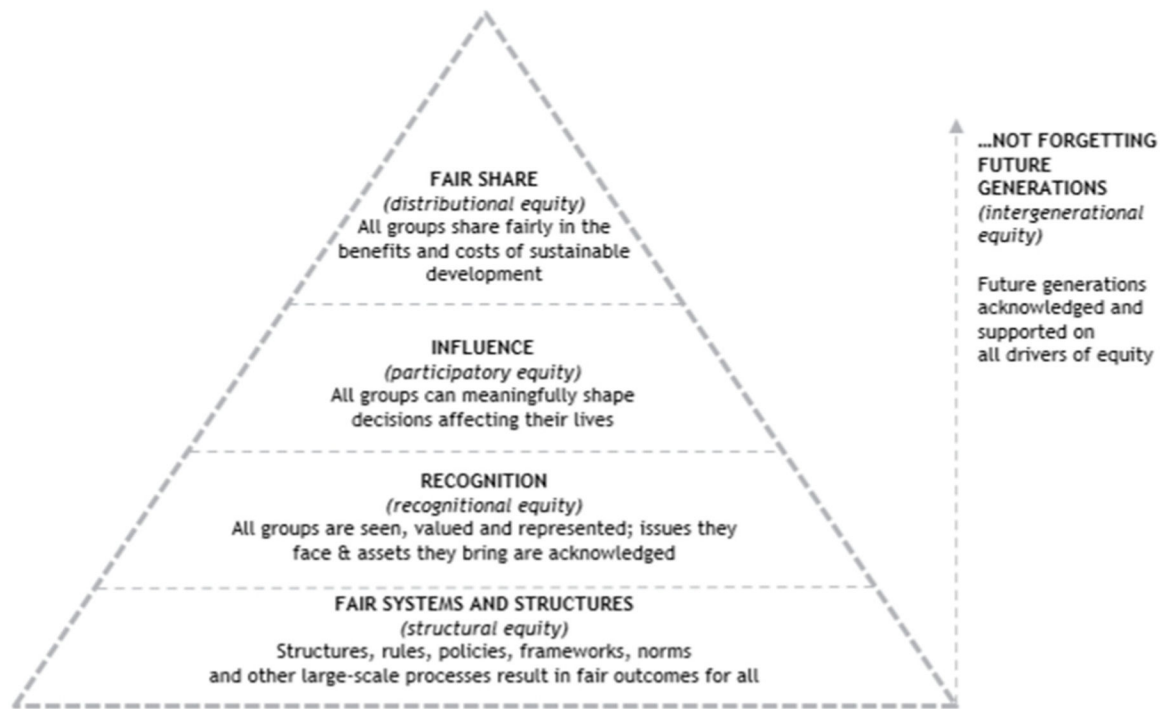 FAIR SHARE
(distributional equity)
All groups share fairly in the
benefits and costs of sustainable
development
INFLUENCE
(participatory equity)
All groups can meaningfully shape
decisions affecting their lives
RECOGNITION
(recognitional equity)
All groups are seen, valued and represented; issues they
face & assets they bring are acknowledged
FAIR SYSTEMS AND STRUCTURES
(structural equity)
Structures, rules, policies, frameworks, norms
and other large-scale processes result in fair outcomes for all
...NOT FORGETTING
FUTURE
GENERATIONS
(intergenerational
equity)
Future generations
acknowledged and
supported on
all drivers of equity